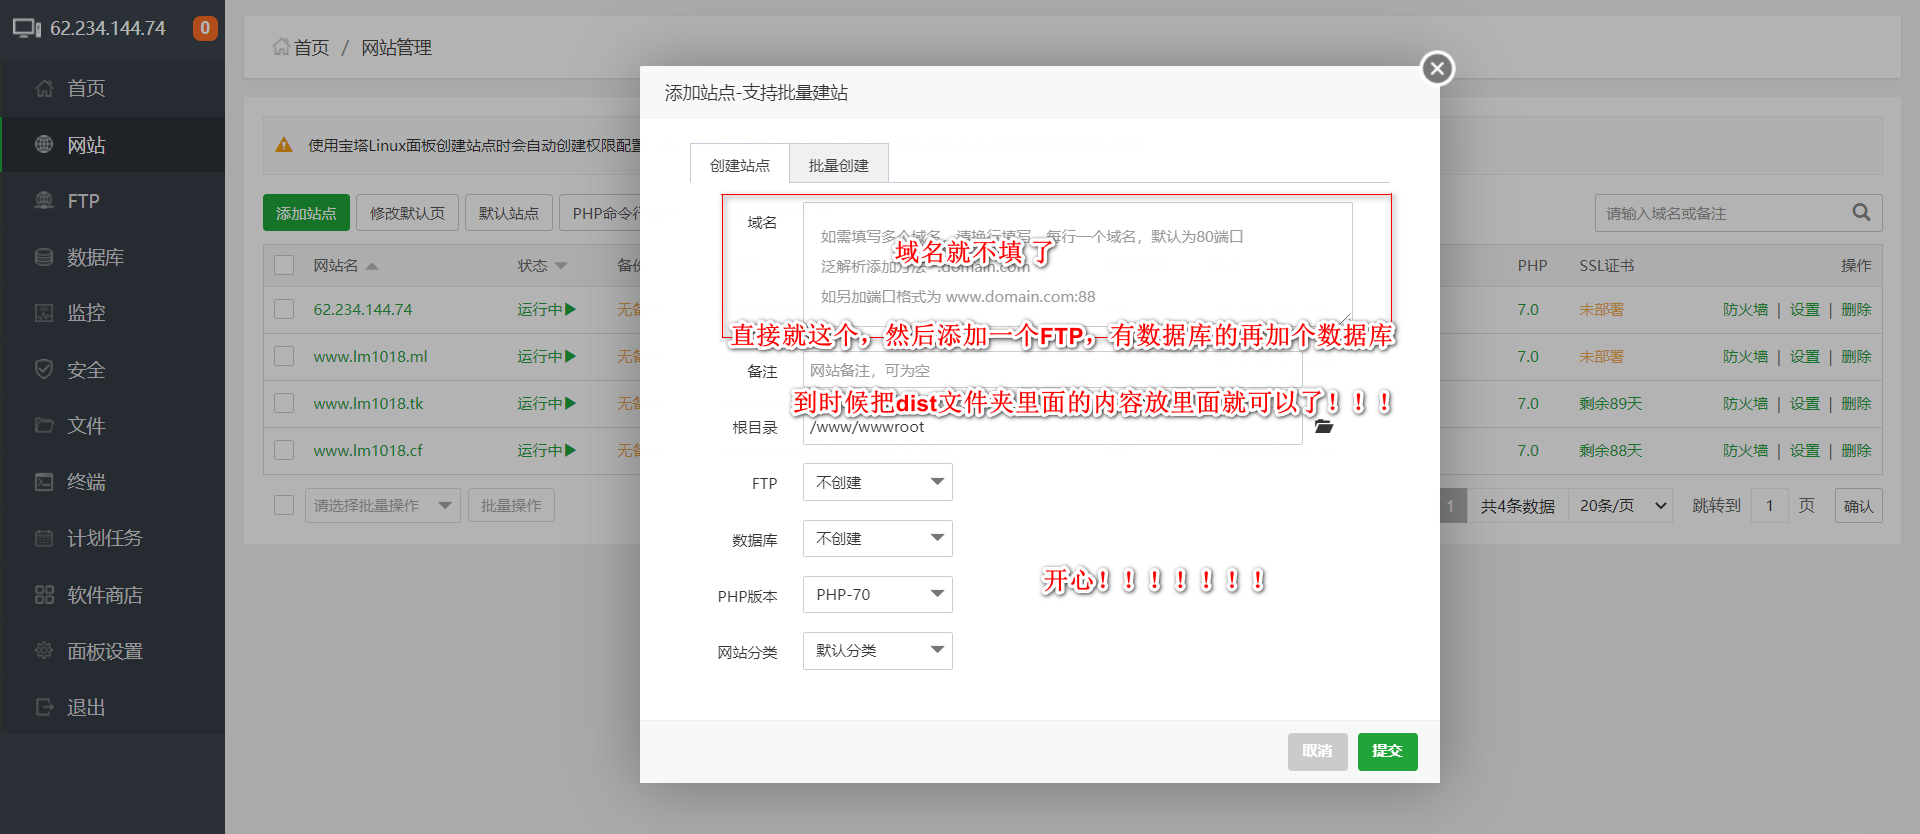 62.234.144.74
0
首页
网站
FTP
数据库
监控
安全
文件
终端
计划任务
软件商店
面板设置
退出
首页 / 网站管理
使用宝塔Linux面板创建站点时会自动创建权限配置
添加站点
修改默认页
默认站点
PHP命令行
请输入域名或备注
网站名 状态 备份 PHP SSL证书 操作
62.234.144.74 运行中 无备 7.0 未部署 防火墙 | 设置 | 删除
www.lm1018.ml 运行中 无备 7.0 未部署 防火墙 | 设置 | 删除
www.lm1018.tk 运行中 无备 7.0 剩余89天 防火墙 | 设置 | 删除
www.lm1018.cf 运行中 无备 7.0 剩余88天 防火墙 | 设置 | 删除
请选择批量操作 批量操作
1 共4条数据 20条/页 跳转到 1 页 确认
添加站点-支持批量建站
创建站点 批量创建
域名
如需填写多个域名，请换行填写，每行一个域名，默认为80端口
域名就不填 了
泛解析添加方法 *.domain.com
如另加端口格式为 www.domain.com:88
直接就这个，然后添加一个FTP，有数据库的再加个数据库
备注 网站备注，可为空
到时候把dist文件夹里面的内容放里面就可以了！！！
根目录 /www/wwwroot
FTP 不创建
数据库 不创建
开心！！！！！！！
PHP版本 PHP-70
网站分类 默认分类
取消 提交